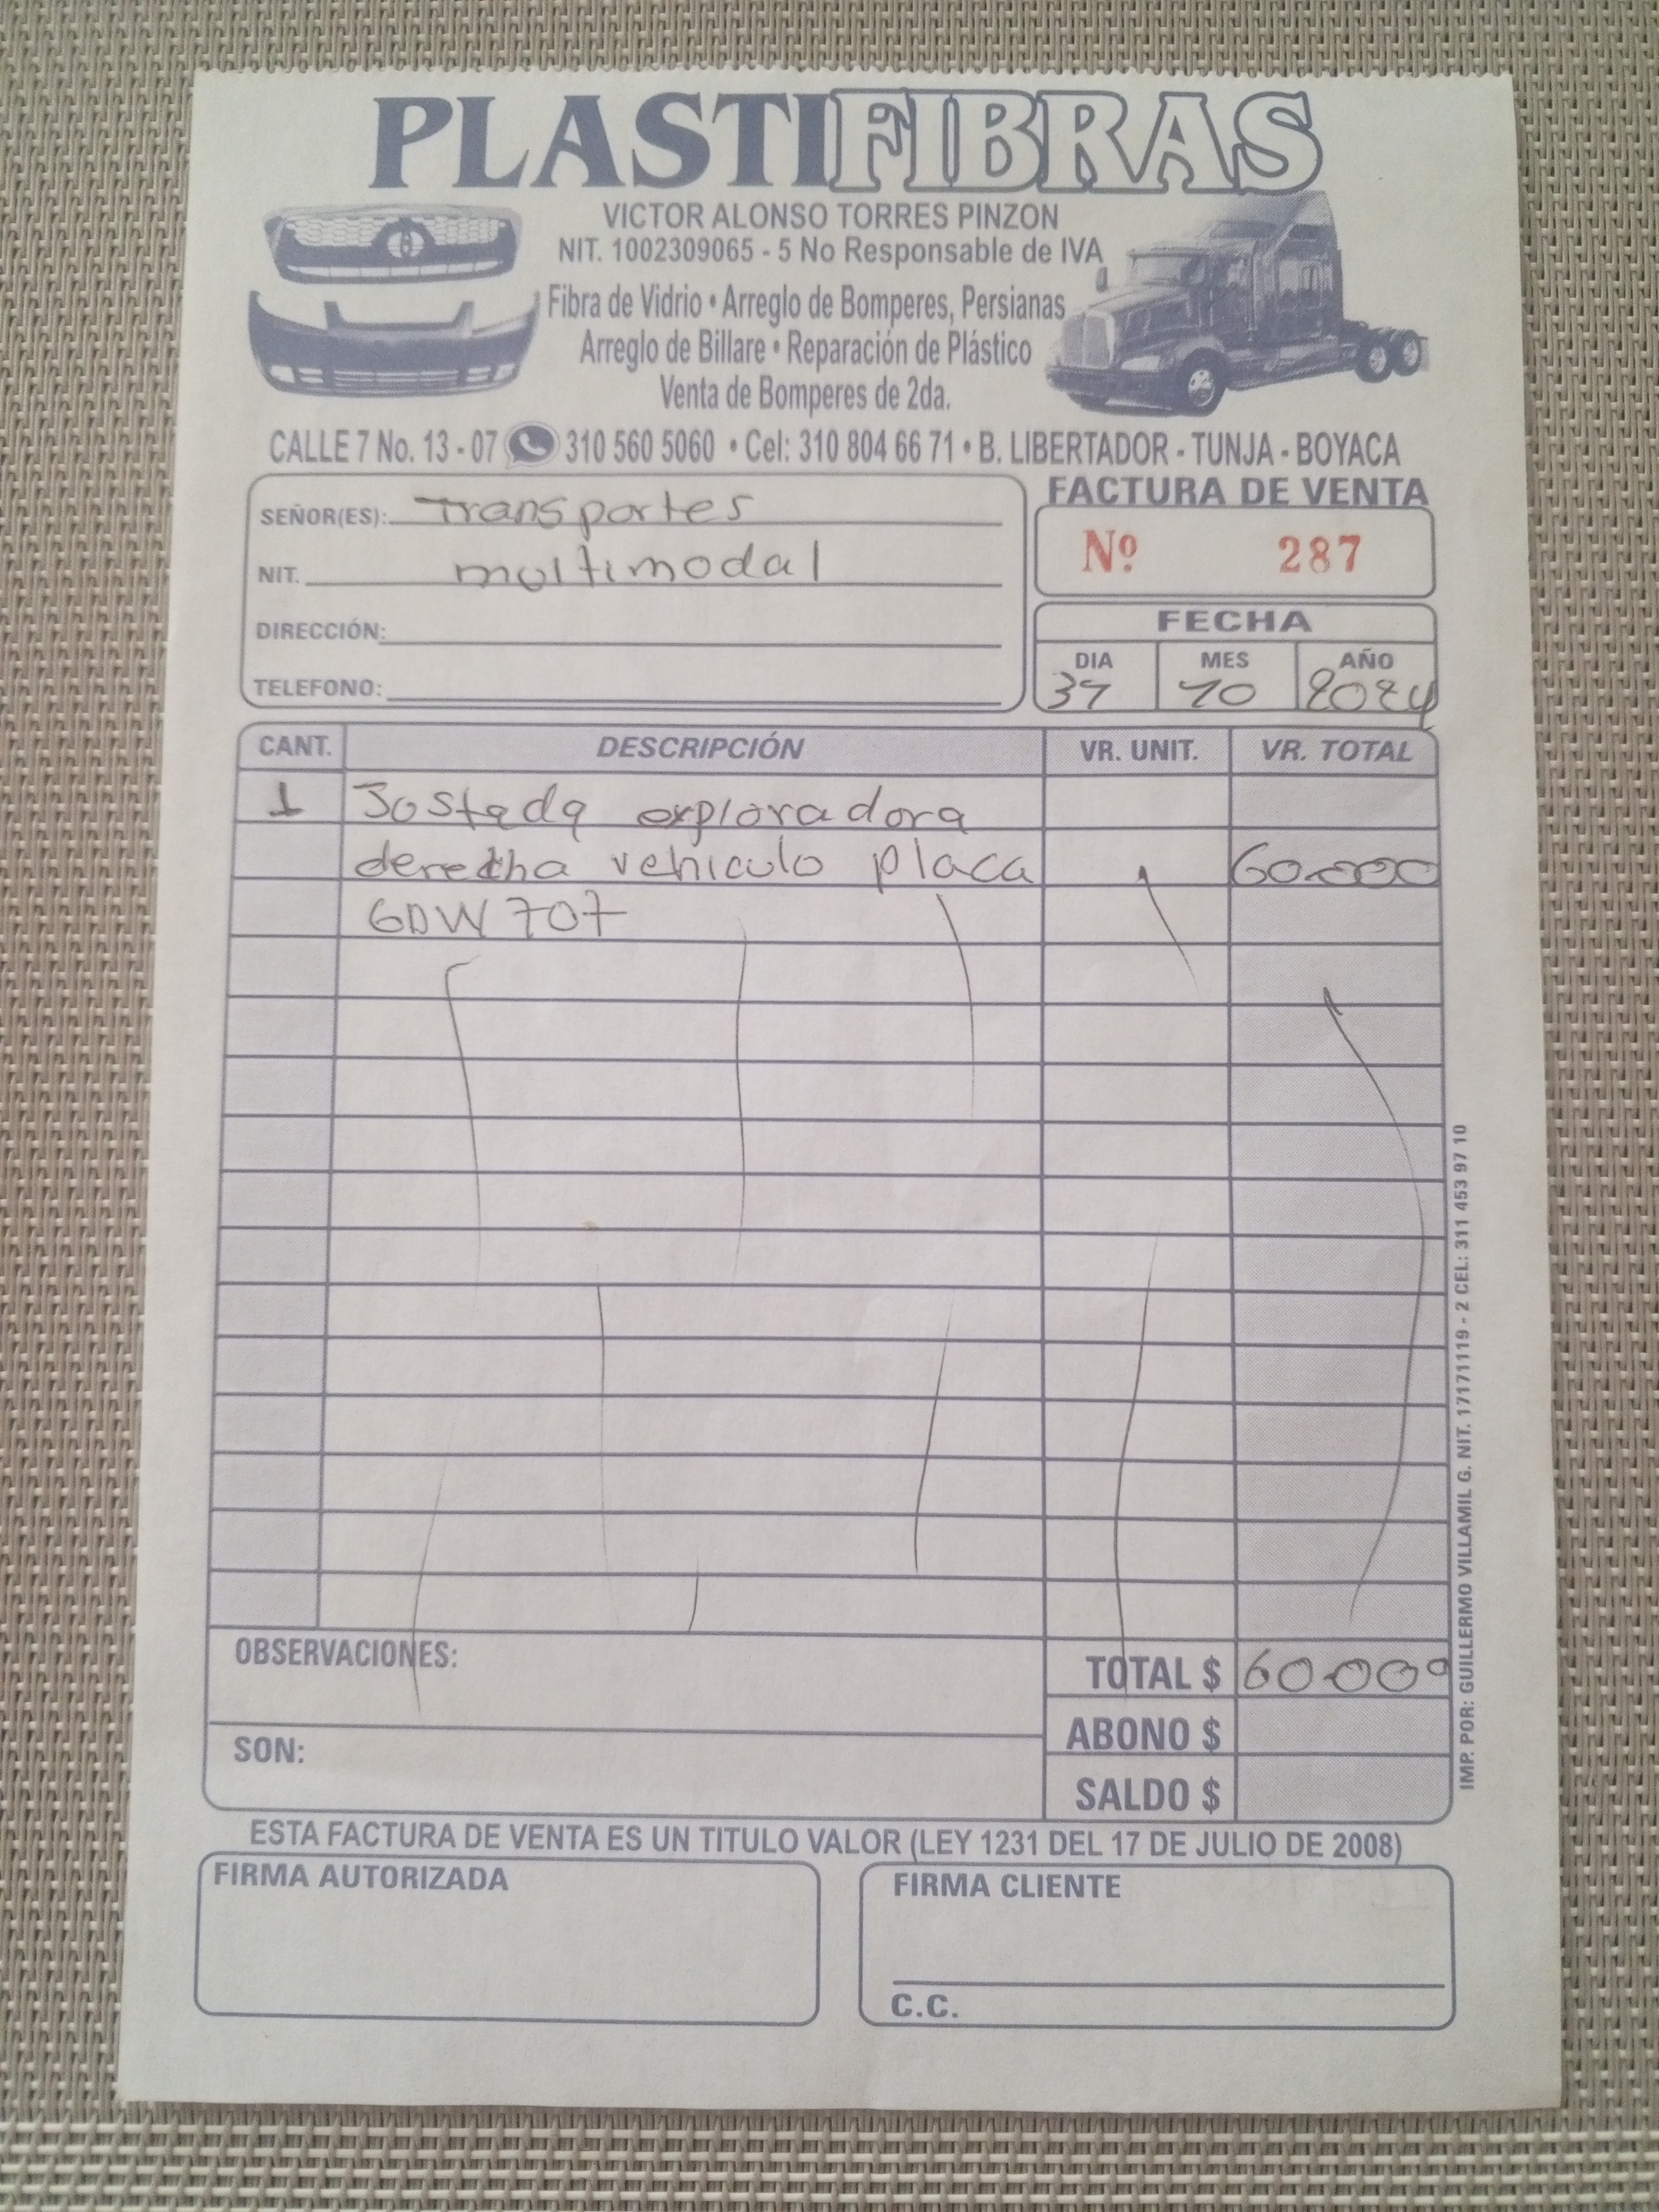 PLASTIFIBRAS
VICTOR ALONSO TORRES PINZON
NIT. 1002309065 - 5 No Responsable de IVA
Fibra de Vidrio • Arreglo de Bomperes, Persianas
Arreglo de Billare • Reparación de Plástico
Venta de Bomperes de 2da.
CALLE 7 No. 13 - 07 310 560 5060 • Cel: 310 804 66 71 • B. LIBERTADOR - TUNJA - BOYACA
SEÑOR(ES): Transportes
NIT. multimodal
DIRECCIÓN:
TELEFONO:
FACTURA DE VENTA
Nº 287
FECHA
DIA MES AÑO
31 10 2024
CANT. DESCRIPCIÓN VR. UNIT. VR. TOTAL
1 Jostada exploradora
derecha vehiculo placa 60.000
GDW 707
OBSERVACIONES:
SON:
TOTAL $ 60.000
ABONO $
SALDO $
ESTA FACTURA DE VENTA ES UN TITULO VALOR (LEY 1231 DEL 17 DE JULIO DE 2008)
FIRMA AUTORIZADA
FIRMA CLIENTE
C.C.
IMP. POR: GUILLERMO VILLAMIL G. NIT. 17171119 - 2 CEL: 311 453 97 10